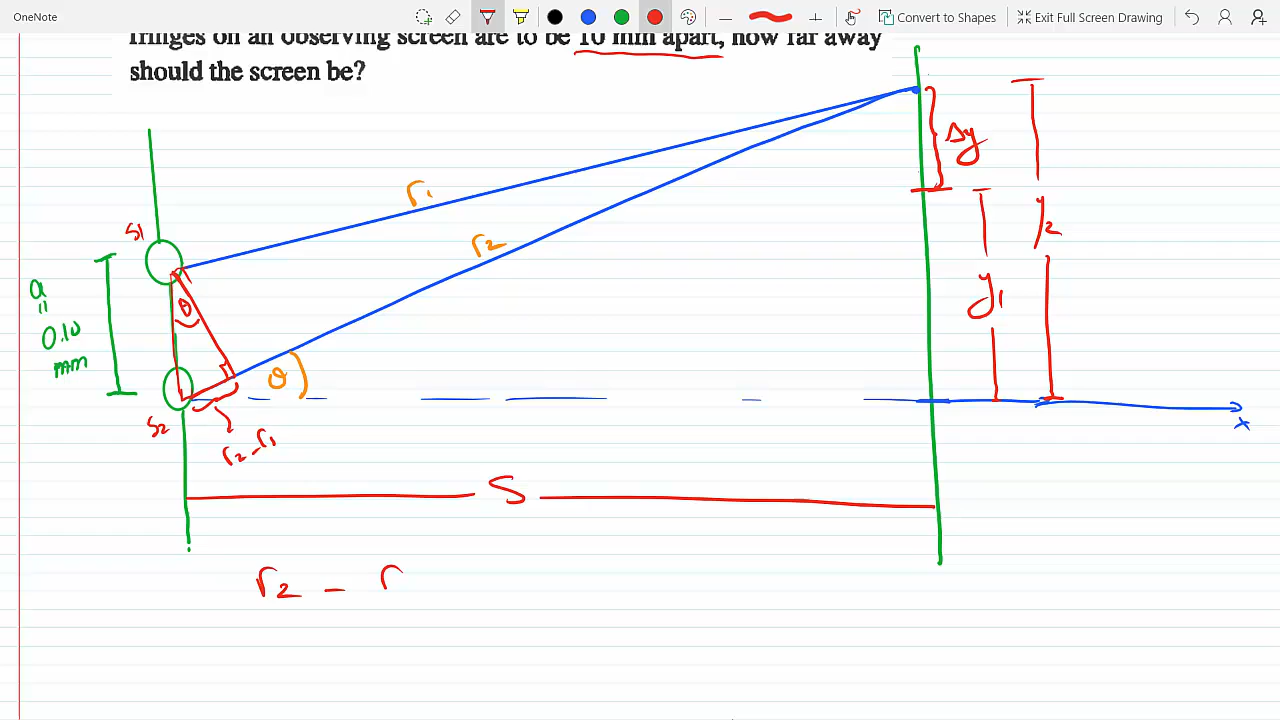 OneNote
Convert to Shapes
Exit Full Screen Drawing
fringes on an observing screen are to be 10 mm apart, how far away
should the screen be?
Δy
r1
y2
S1
r2
a
=
0.10
mm
θ
y1
θ
S2
x
r2-r1
S
r2 - r